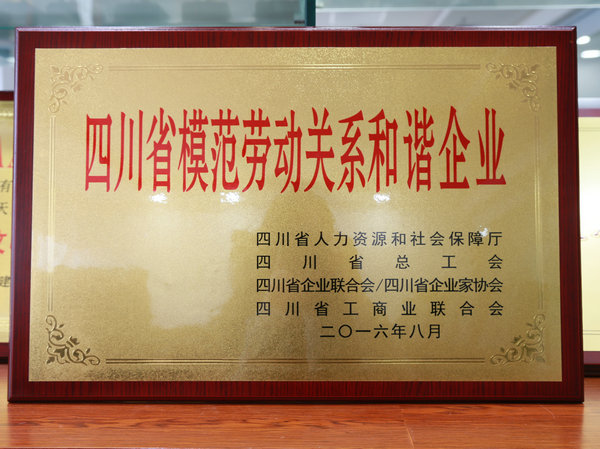 四川省模范劳动关系和谐企业
四川省人力资源和社会保障厅
四川省总工会
四川省企业联合会/四川省企业家协会
四川省工商业联合会
二〇一六年八月
有
天
建